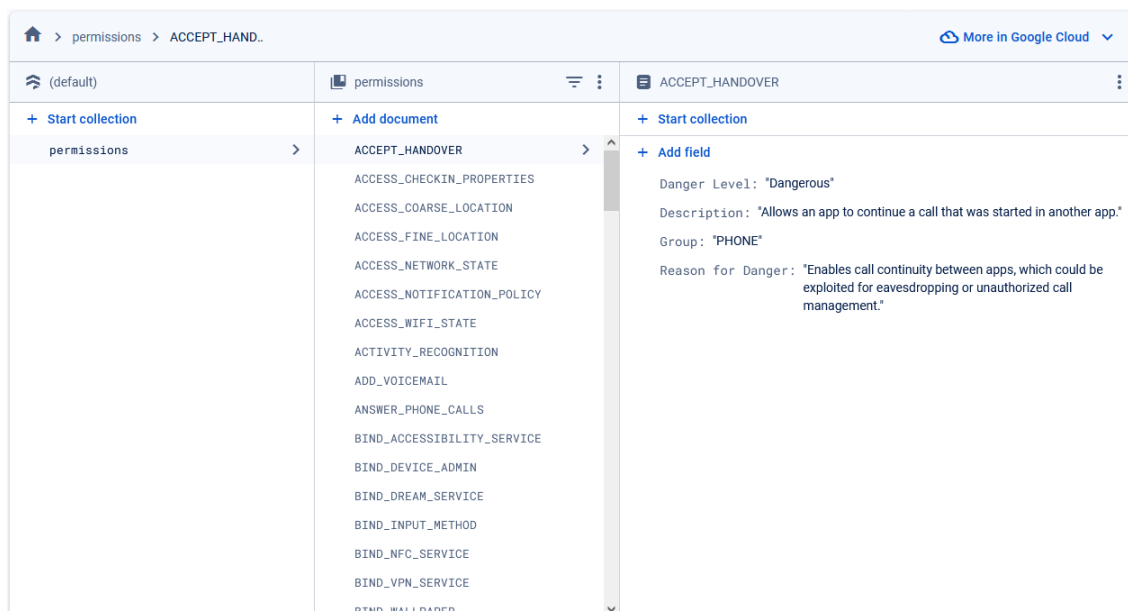 permissions > ACCEPT_HAND..
More in Google Cloud
(default)
permissions
ACCEPT_HANDOVER
+ Start collection
+ Add document
+ Start collection
permissions
ACCEPT_HANDOVER
ACCESS_CHECKIN_PROPERTIES
ACCESS_COARSE_LOCATION
ACCESS_FINE_LOCATION
ACCESS_NETWORK_STATE
ACCESS_NOTIFICATION_POLICY
ACCESS_WIFI_STATE
ACTIVITY_RECOGNITION
ADD_VOICEMAIL
ANSWER_PHONE_CALLS
BIND_ACCESSIBILITY_SERVICE
BIND_DEVICE_ADMIN
BIND_DREAM_SERVICE
BIND_INPUT_METHOD
BIND_NFC_SERVICE
BIND_VPN_SERVICE
BIND_WALLPAPER
+ Add field
Danger Level: "Dangerous"
Description: "Allows an app to continue a call that was started in another app."
Group: "PHONE"
Reason for Danger: "Enables call continuity between apps, which could be
exploited for eavesdropping or unauthorized call
management."